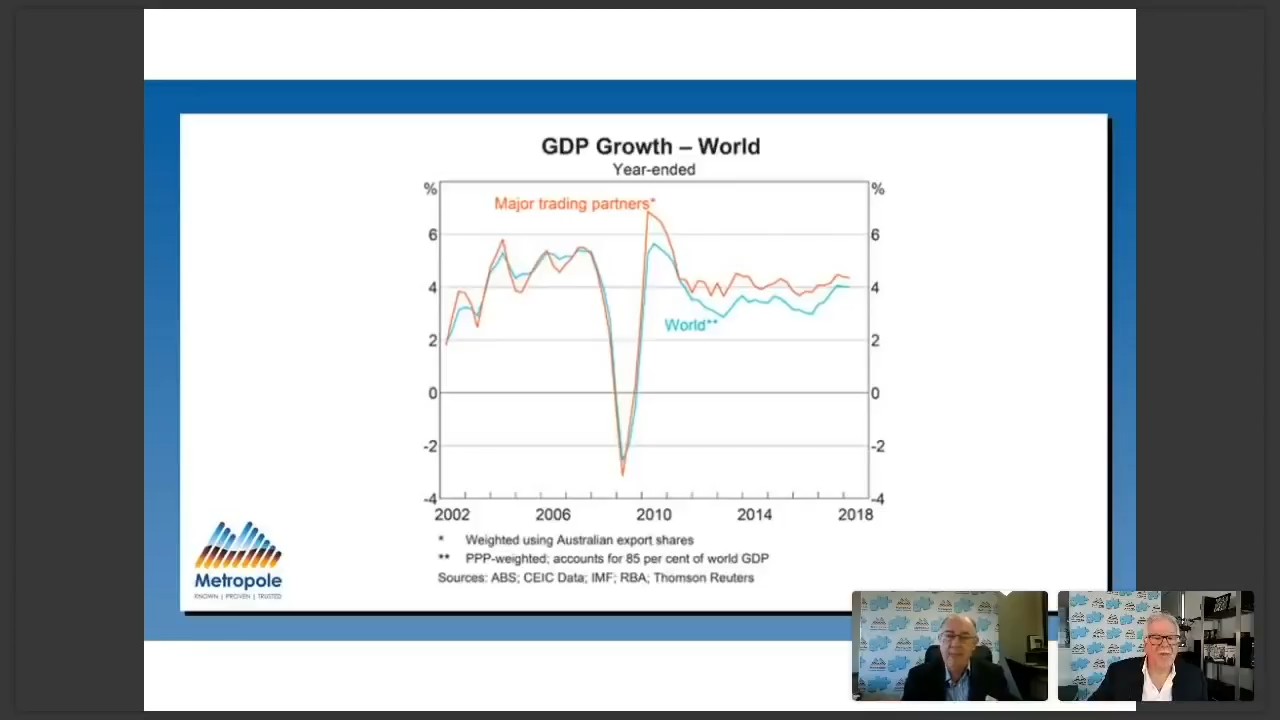 GDP Growth – World
Year-ended
% %
Major trading partners*
6 6
4 4
World**
2 2
0 0
-2 -2
-4 -4
2002 2006 2010 2014 2018
* Weighted using Australian export shares
** PPP-weighted; accounts for 85 per cent of world GDP
Sources: ABS; CEIC Data; IMF; RBA; Thomson Reuters
Metropole
KNOWN | PROVEN | TRUSTED